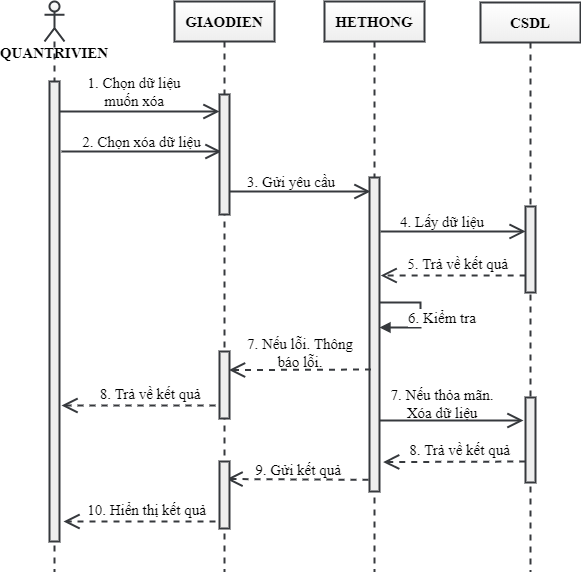 QUANTRIVIEN
GIAODIEN
HETHONG
CSDL
1. Chọn dữ liệu
muốn xóa
2. Chọn xóa dữ liệu
3. Gửi yêu cầu
4. Lấy dữ liệu
5. Trả về kết quả
6. Kiểm tra
7. Nếu lỗi. Thông
báo lỗi.
8. Trả về kết quả
7. Nếu thỏa mãn.
Xóa dữ liệu
8. Trả về kết quả
9. Gửi kết quả
10. Hiển thị kết quả